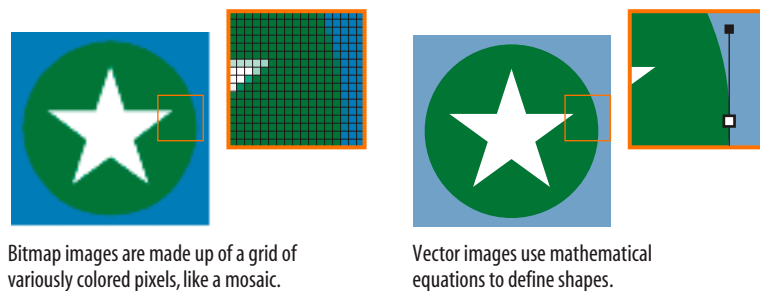 Bitmap images are made up of a grid of
variously colored pixels, like a mosaic.
Vector images use mathematical
equations to define shapes.